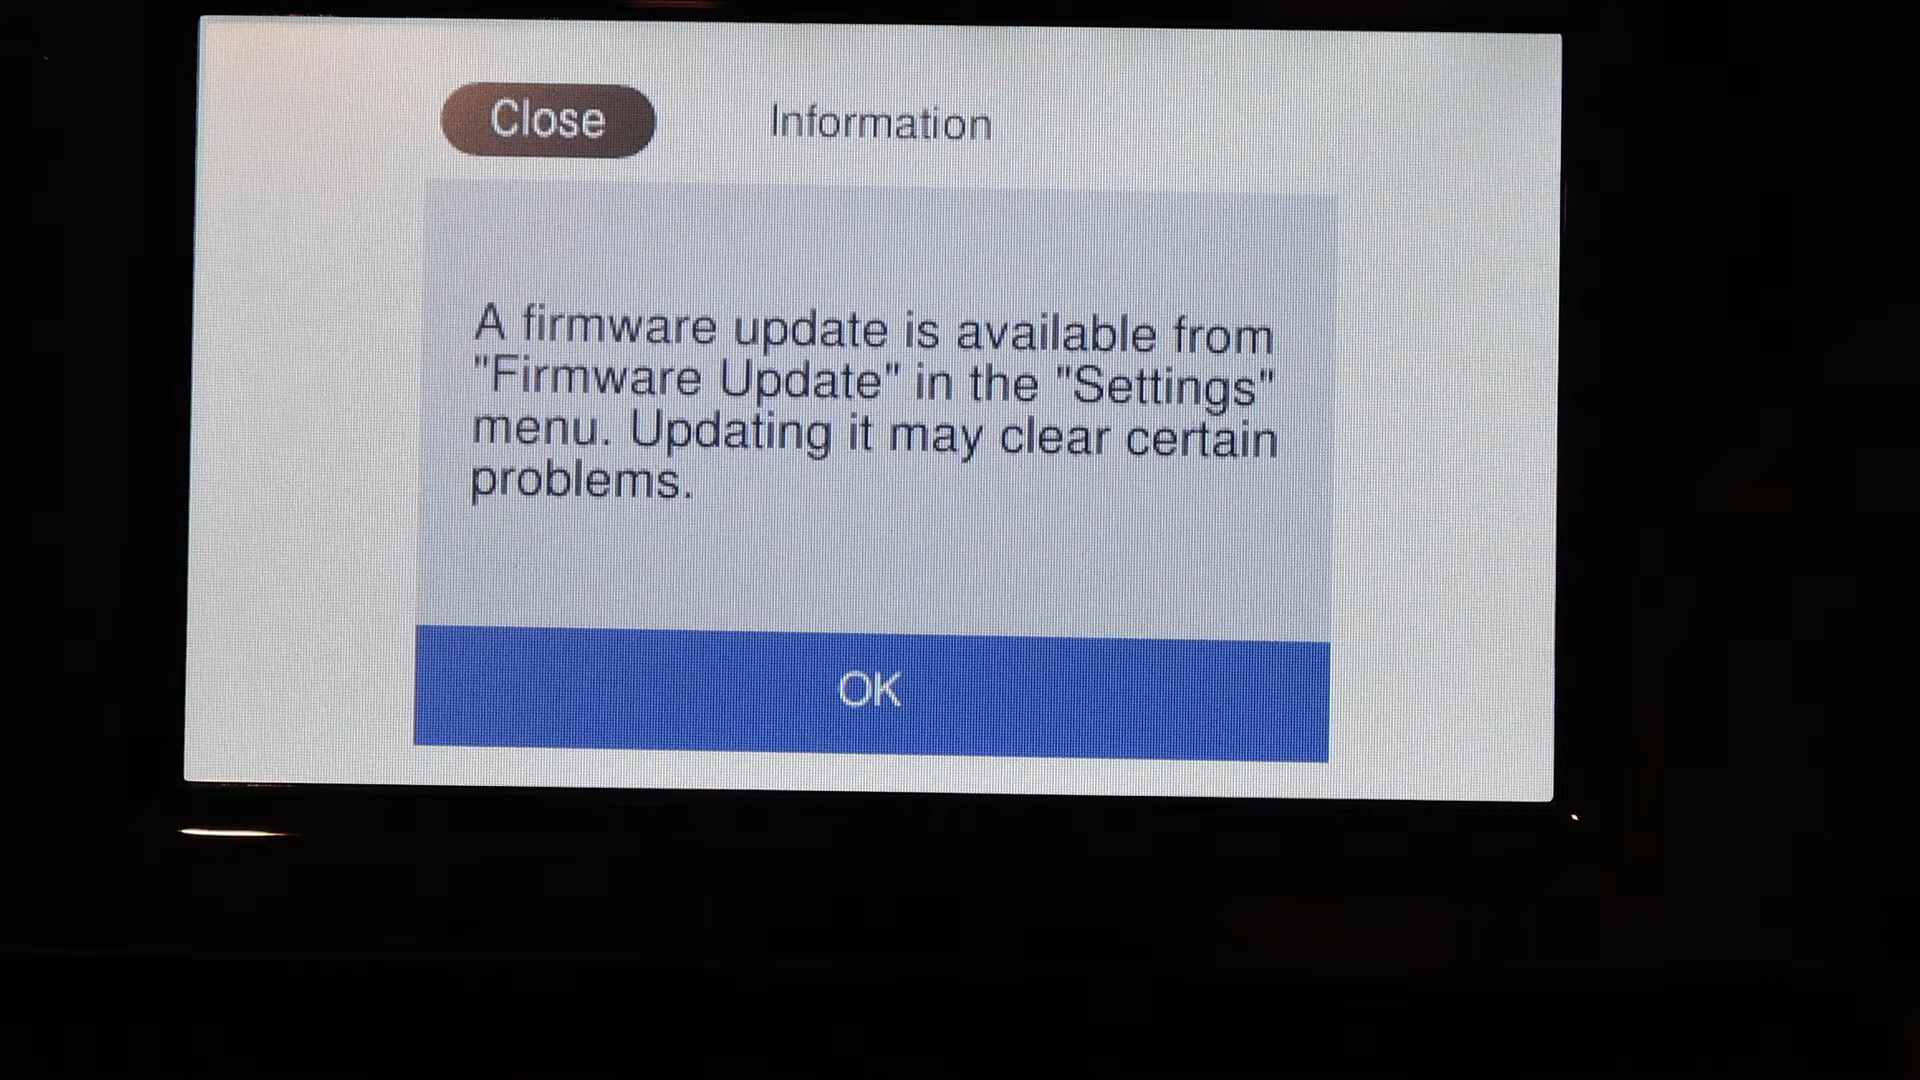 Close Information
A firmware update is available from
"Firmware Update" in the "Settings"
menu. Updating it may clear certain
problems.
OK